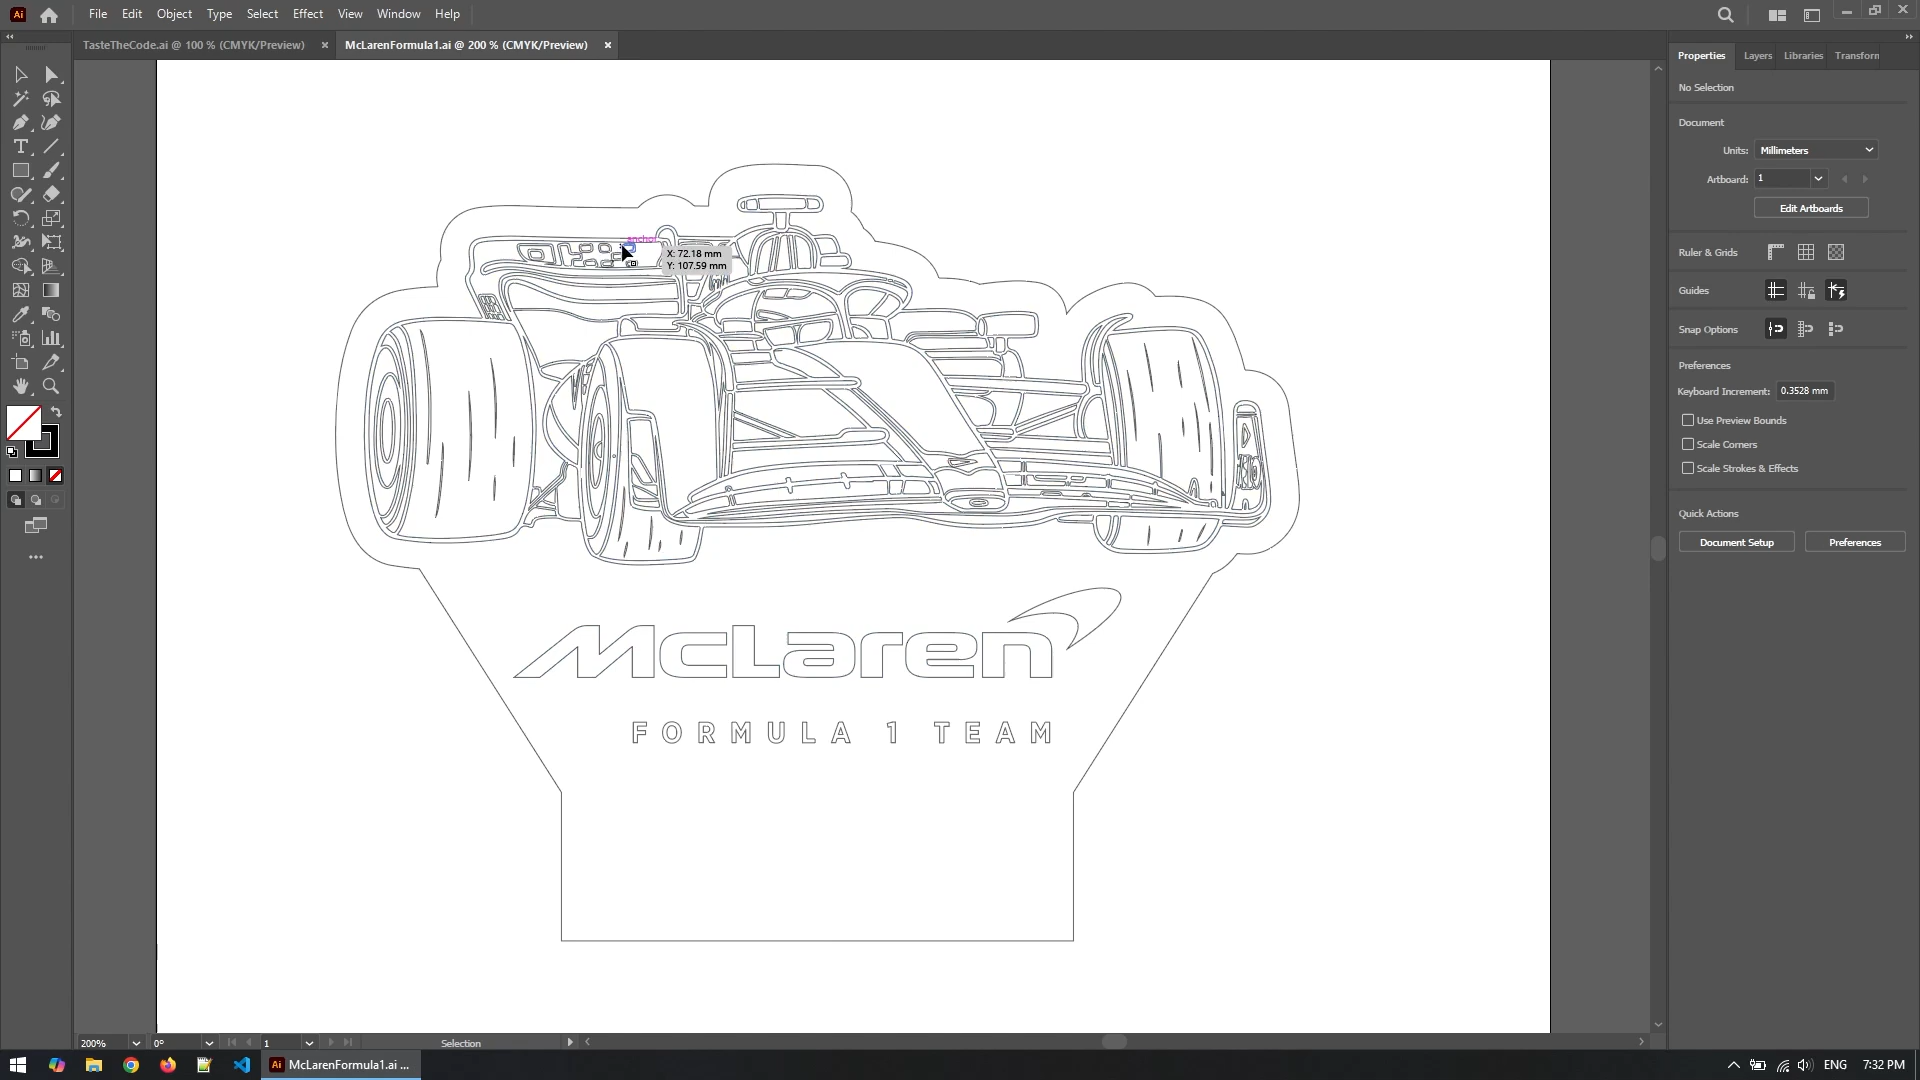 Ai File Edit Object Type Select Effect View Window Help
TasteTheCode.ai @ 100 % (CMYK/Preview) × McLarenFormula1.ai @ 200 % (CMYK/Preview) ×
Properties Layers Libraries Transform
No Selection
Document
Units: Millimeters
Artboard: 1
Edit Artboards
Ruler & Grids
Guides
Snap Options
Preferences
Keyboard Increment: 0.3528 mm
Use Preview Bounds
Scale Corners
Scale Strokes & Effects
Quick Actions
Document Setup Preferences
anchor
X: 72.18 mm
Y: 107.59 mm
McLaren
FORMULA 1 TEAM
200% 0° 1 Selection
Ai McLarenFormula1.ai ... ENG 7:32 PM